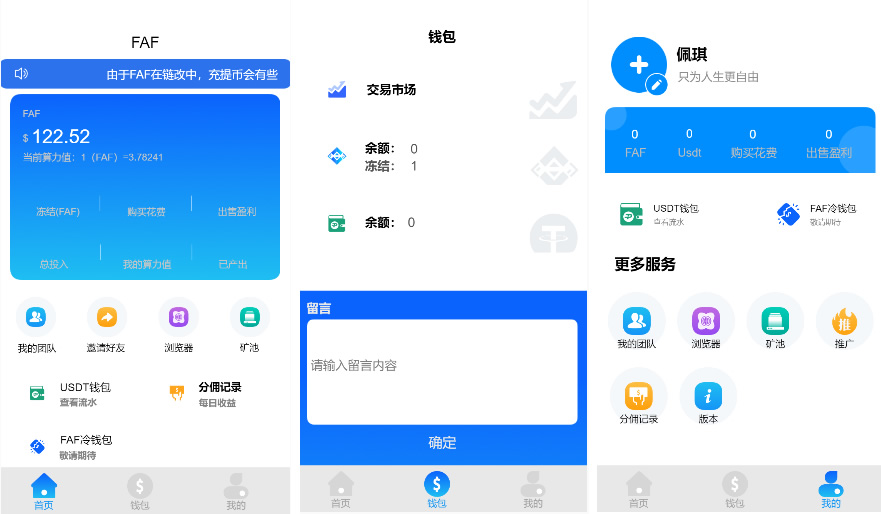 FAF
由于FAF在链改中，充提币会有些
FAF
$ 122.52
当前算力值：1（FAF）=3.78241
冻结(FAF) 购买花费 出售盈利
总投入 我的算力值 已产出
我的团队 邀请好友 浏览器 矿池
USDT钱包 分佣记录
查看流水 每日收益
FAF冷钱包
敬请期待
首页 钱包 我的
钱包
交易市场
余额： 0
冻结： 1
余额： 0
留言
请输入留言内容
确定
首页 钱包 我的
佩琪
只为人生更自由
0 0 0 0
FAF Usdt 购买花费 出售盈利
USDT钱包 FAF冷钱包
查看流水 敬请期待
更多服务
推
我的团队 浏览器 矿池 推广
分佣记录 版本
首页 钱包 我的